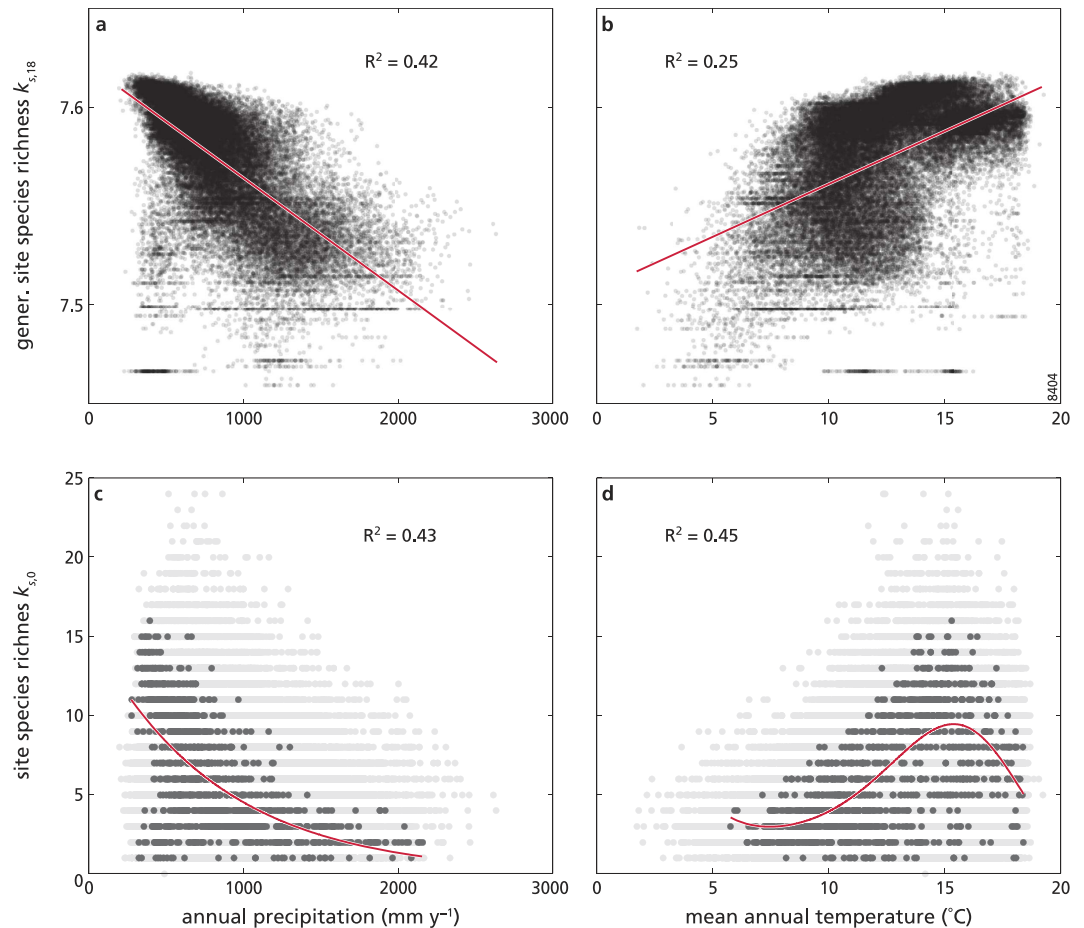 a
b
R² = 0.42
R² = 0.25
gener. site species richness kₛ,₁₈
7.6
7.5
0
1000
2000
3000
0
5
10
15
20
8404
c
d
R² = 0.43
R² = 0.45
site species richnes kₛ,₀
25
20
15
10
5
0
0
1000
2000
3000
0
5
10
15
20
annual precipitation (mm y⁻¹)
mean annual temperature (˚C)